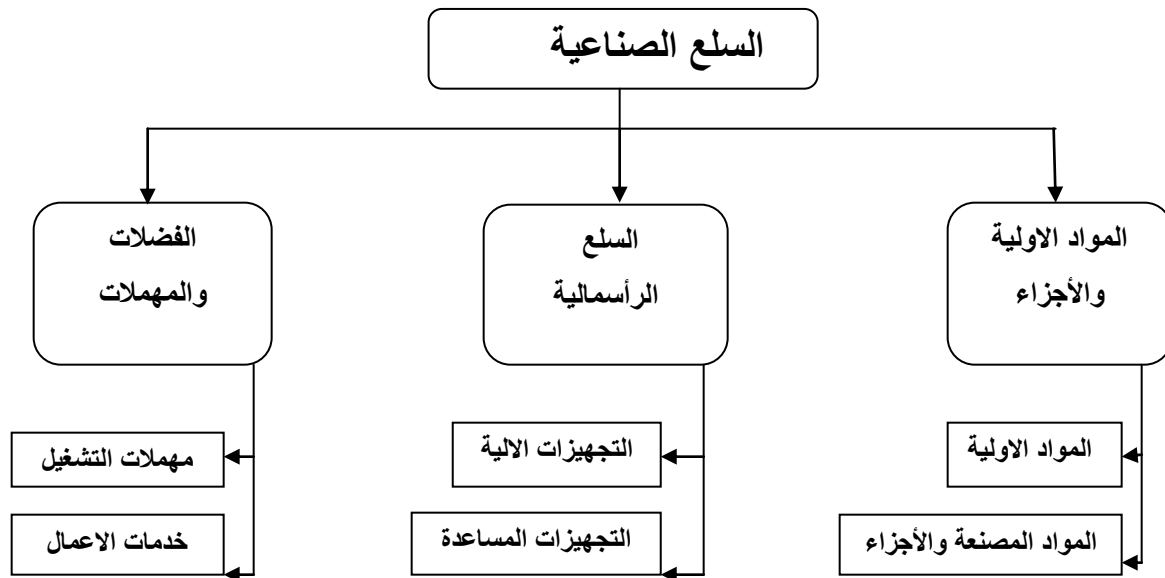 السلع الصناعية
المواد الاولية
والأجزاء
السلع
الرأسمالية
الفضلات
والمهملات
المواد الاولية
التجهيزات الالية
مهملات التشغيل
المواد المصنعة والأجزاء
التجهيزات المساعدة
خدمات الاعمال